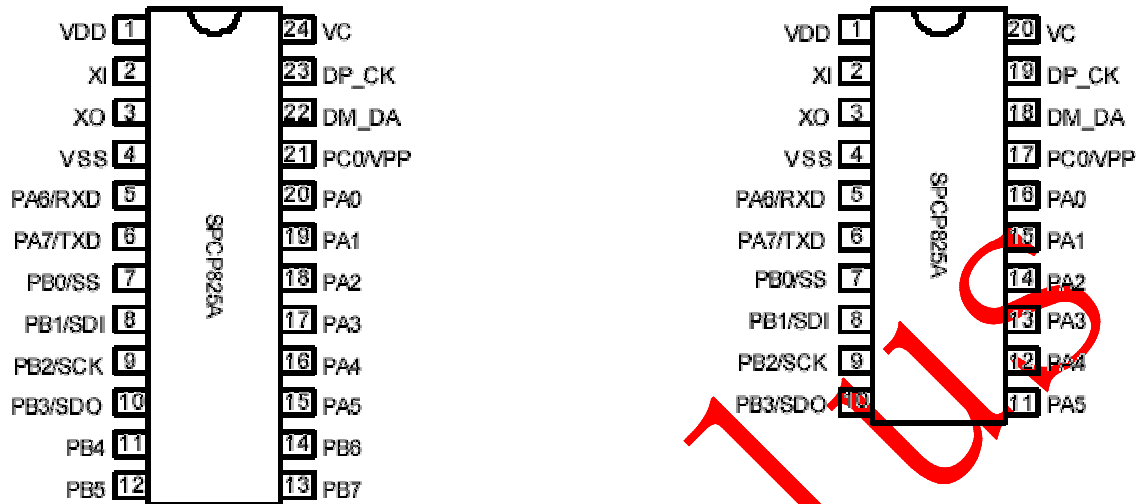 VDD 1 24 VC
XI 2 23 DP_CK
XO 3 22 DM_DA
VSS 4 21 PC0/VPP
PA6/RXD 5 20 PA0
PA7/TXD 6 19 PA1
PB0/SS 7 18 PA2
PB1/SDI 8 17 PA3
PB2/SCK 9 16 PA4
PB3/SDO 10 15 PA5
PB4 11 14 PB6
PB5 12 13 PB7
SPCP825A
VDD 1 20 VC
XI 2 19 DP_CK
XO 3 18 DM_DA
VSS 4 17 PC0/VPP
PA6/RXD 5 16 PA0
PA7/TXD 6 15 PA1
PB0/SS 7 14 PA2
PB1/SDI 8 13 PA3
PB2/SCK 9 12 PA4
PB3/SDO 10 11 PA5
SPCP825A
lus